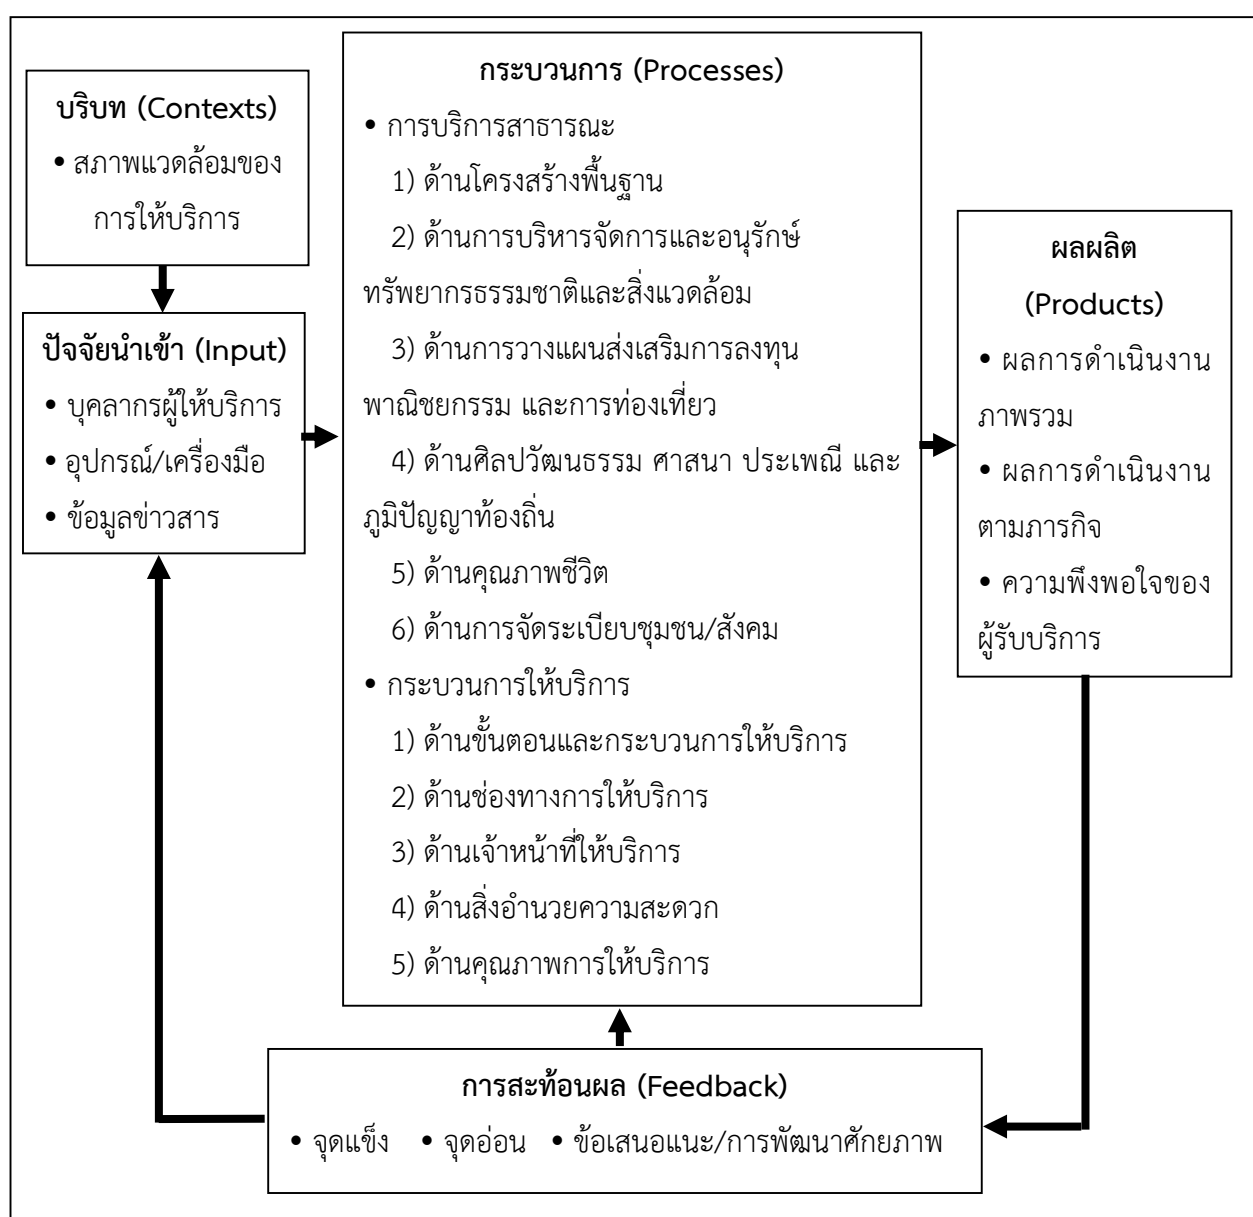 บริบท (Contexts)
• สภาพแวดล้อมของ
การให้บริการ
ปัจจัยนำเข้า (Input)
• บุคลากรผู้ให้บริการ
• อุปกรณ์/เครื่องมือ
• ข้อมูลข่าวสาร
กระบวนการ (Processes)
• การบริการสาธารณะ
1) ด้านโครงสร้างพื้นฐาน
2) ด้านการบริหารจัดการและอนุรักษ์
ทรัพยากรธรรมชาติและสิ่งแวดล้อม
3) ด้านการวางแผนส่งเสริมการลงทุน
พาณิชยกรรม และการท่องเที่ยว
4) ด้านศิลปวัฒนธรรม ศาสนา ประเพณี และ
ภูมิปัญญาท้องถิ่น
5) ด้านคุณภาพชีวิต
6) ด้านการจัดระเบียบชุมชน/สังคม
• กระบวนการให้บริการ
1) ด้านขั้นตอนและกระบวนการให้บริการ
2) ด้านช่องทางการให้บริการ
3) ด้านเจ้าหน้าที่ให้บริการ
4) ด้านสิ่งอำนวยความสะดวก
5) ด้านคุณภาพการให้บริการ
ผลผลิต
(Products)
• ผลการดำเนินงาน
ภาพรวม
• ผลการดำเนินงาน
ตามภารกิจ
• ความพึงพอใจของ
ผู้รับบริการ
การสะท้อนผล (Feedback)
• จุดแข็ง • จุดอ่อน • ข้อเสนอแนะ/การพัฒนาศักยภาพ